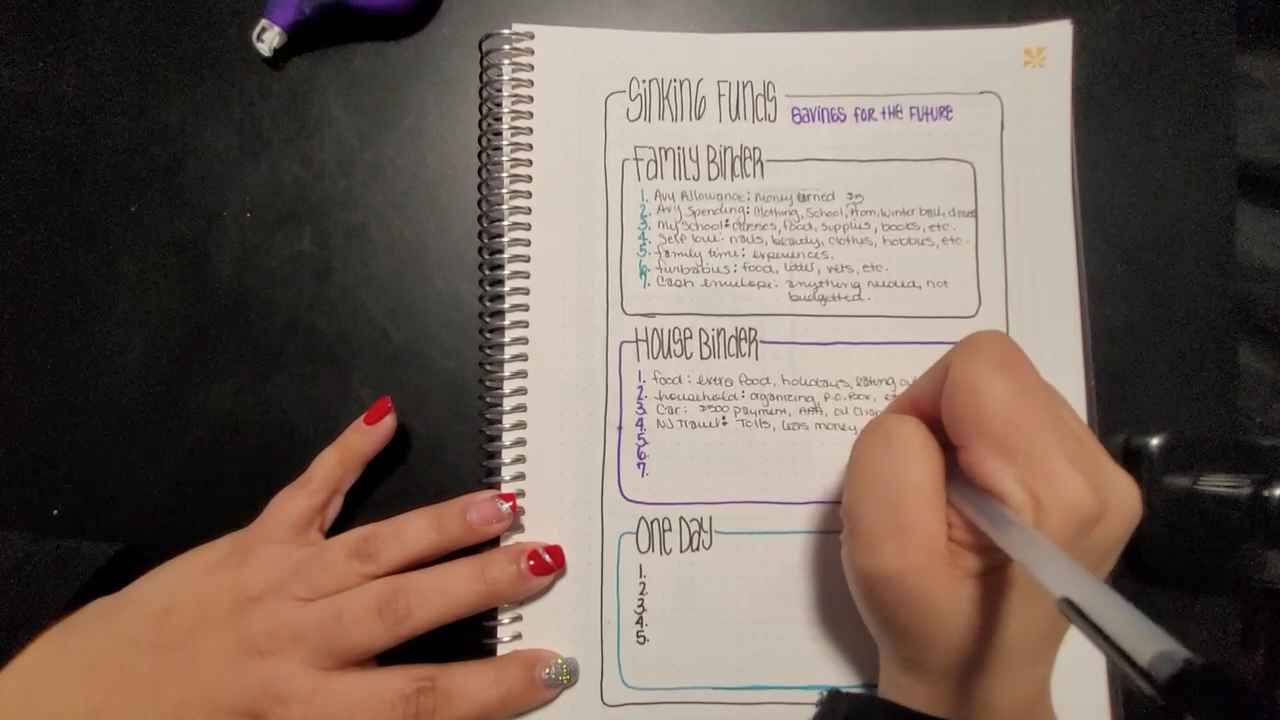 Sinking Funds SAVINGS FOR THE FUTURE
Family Binder
1. Avy Allowance: money earned
2. Avy Spending: Clothing, School, Prom, Winter ball,
3. My School: food, supplies, books, etc.
4. Self love: nails, beauty, clothes, hobbies, etc.
5. family time: experiences.
6. furbabies: food, litter, vets, etc.
7. Cash envelope: anything needed, not
budgetted.
House Binder
1. food: extra food, holidays, eating
2. household: organizing, P.O. Box,
3. Car: $500 payment, oil
4. NJ Travel: Tolls, money,
5.
6.
7.
One Day
1.
2.
3.
4.
5.